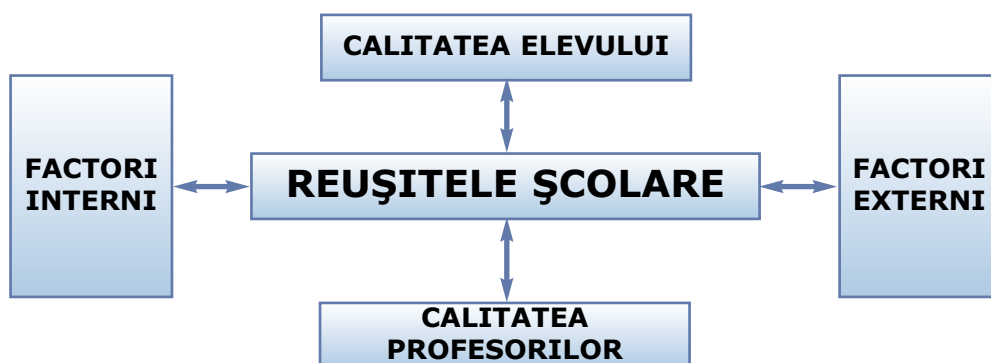 CALITATEA ELEVULUI
FACTORI
INTERNI
REUŞITELE ŞCOLARE
FACTORI
EXTERNI
CALITATEA
PROFESORILOR